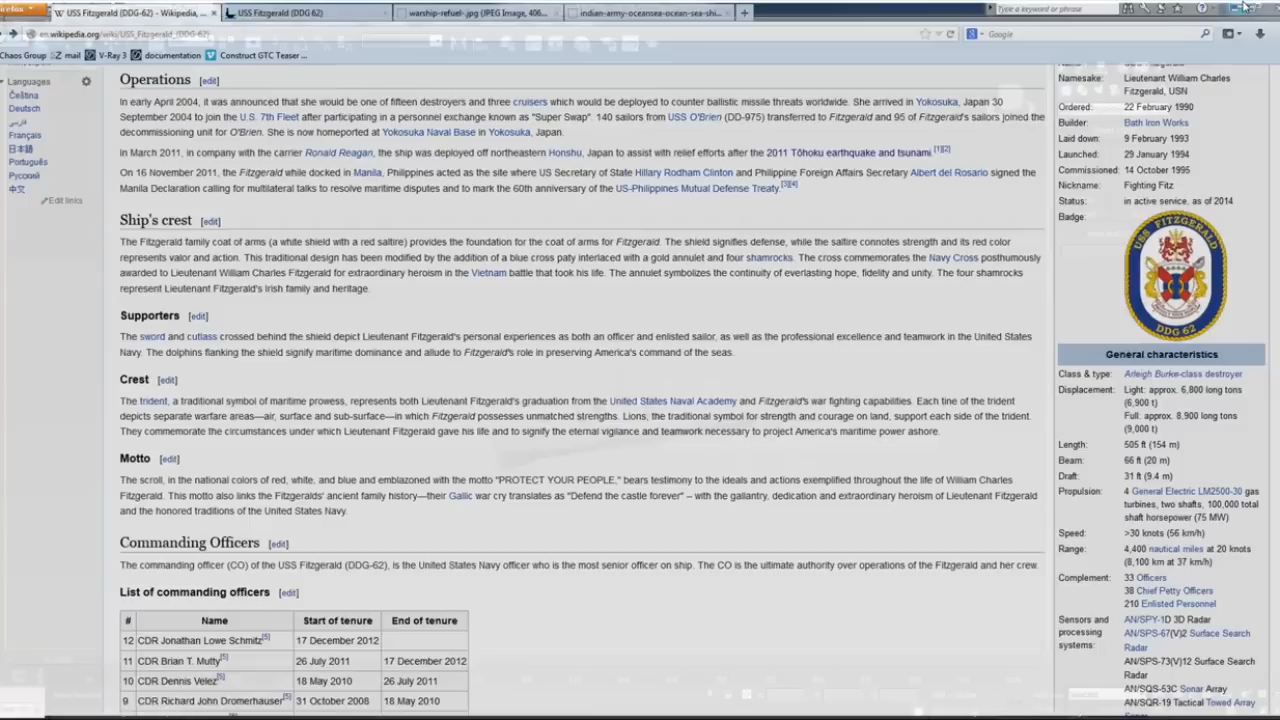 USS Fitzgerald (DDG-62) - Wikipedia, ...
USS Fitzgerald (DDG 62)
warship-refuel-jpg (JPEG Image, 406...
indian-army-oceansea-ocean-sea-shi...
Type a keyword or phrase
en.wikipedia.org/wiki/USS_Fitzgerald_(DDG-62)
Google
Chaos Group
mail
V-Ray 3
documentation
Construct GTC Teaser ...
Languages
Čeština
Deutsch
فارسی
Français
日本語
Português
Русский
中文
Edit links
Operations [edit]
In early April 2004, it was announced that she would be one of fifteen destroyers and three cruisers which would be deployed to counter ballistic missile threats worldwide. She arrived in Yokosuka, Japan 30
September 2004 to join the U.S. 7th Fleet after participating in a personnel exchange known as "Super Swap". 140 sailors from USS O'Brien (DD-975) transferred to Fitzgerald and 95 of Fitzgerald's sailors joined the
decommissioning unit for O'Brien. She is now homeported at Yokosuka Naval Base in Yokosuka, Japan.
In March 2011, in company with the carrier Ronald Reagan, the ship was deployed off northeastern Honshu, Japan to assist with relief efforts after the 2011 Tōhoku earthquake and tsunami.[1][2]
On 16 November 2011, the Fitzgerald while docked in Manila, Philippines acted as the site where US Secretary of State Hillary Rodham Clinton and Philippine Foreign Affairs Secretary Albert del Rosario signed the
Manila Declaration calling for multilateral talks to resolve maritime disputes and to mark the 60th anniversary of the US-Philippines Mutual Defense Treaty.[3][4]
Ship's crest [edit]
The Fitzgerald family coat of arms (a white shield with a red saltire) provides the foundation for the coat of arms for Fitzgerald. The shield signifies defense, while the saltire connotes strength and its red color
represents valor and action. This traditional design has been modified by the addition of a blue cross paty interlaced with a gold annulet and four shamrocks. The cross commemorates the Navy Cross posthumously
awarded to Lieutenant William Charles Fitzgerald for extraordinary heroism in the Vietnam battle that took his life. The annulet symbolizes the continuity of everlasting hope, fidelity and unity. The four shamrocks
represent Lieutenant Fitzgerald's Irish family and heritage.
Supporters [edit]
The sword and cutlass crossed behind the shield depict Lieutenant Fitzgerald's personal experiences as both an officer and enlisted sailor, as well as the professional excellence and teamwork in the United States
Navy. The dolphins flanking the shield signify maritime dominance and allude to Fitzgerald's role in preserving America's command of the seas.
Crest [edit]
The trident, a traditional symbol of maritime prowess, represents both Lieutenant Fitzgerald's graduation from the United States Naval Academy and Fitzgerald's war fighting capabilities. Each tine of the trident
depicts separate warfare areas—air, surface and sub-surface—in which Fitzgerald possesses unmatched strengths. Lions, the traditional symbol for strength and courage on land, support each side of the trident.
They commemorate the circumstances under which Lieutenant Fitzgerald gave his life and to signify the eternal vigilance and teamwork necessary to project America's maritime power ashore.
Motto [edit]
The scroll, in the national colors of red, white, and blue and emblazoned with the motto "PROTECT YOUR PEOPLE," bears testimony to the ideals and actions exemplified throughout the life of William Charles
Fitzgerald. This motto also links the Fitzgeralds' ancient family history—their Gallic war cry translates as "Defend the castle forever" – with the gallantry, dedication and extraordinary heroism of Lieutenant Fitzgerald
and the honored traditions of the United States Navy.
Commanding Officers [edit]
The commanding officer (CO) of the USS Fitzgerald (DDG-62), is the United States Navy officer who is the most senior officer on ship. The CO is the ultimate authority over operations of the Fitzgerald and her crew.
List of commanding officers [edit]
# Name Start of tenure End of tenure
12 CDR Jonathan Lowe Schmitz[5] 17 December 2012
11 CDR Brian T. Mutty[5] 26 July 2011 17 December 2012
10 CDR Dennis Velez[5] 18 May 2010 26 July 2011
9 CDR Richard John Dromerhauser[5] 31 October 2008 18 May 2010
Namesake: Lieutenant William Charles
Fitzgerald, USN
Ordered: 22 February 1990
Builder: Bath Iron Works
Laid down: 9 February 1993
Launched: 29 January 1994
Commissioned: 14 October 1995
Nickname: Fighting Fitz
Status: in active service, as of 2014
Badge:
USS FITZGERALD
DDG 62
General characteristics
Class & type: Arleigh Burke-class destroyer
Displacement: Light: approx. 6,800 long tons
(6,900 t)
Full: approx. 8,900 long tons
(9,000 t)
Length: 505 ft (154 m)
Beam: 66 ft (20 m)
Draft: 31 ft (9.4 m)
Propulsion: 4 General Electric LM2500-30 gas
turbines, two shafts, 100,000 total
shaft horsepower (75 MW)
Speed: >30 knots (56 km/h)
Range: 4,400 nautical miles at 20 knots
(8,100 km at 37 km/h)
Complement: 33 Officers
38 Chief Petty Officers
210 Enlisted Personnel
Sensors and
processing
systems:
AN/SPY-1D 3D Radar
AN/SPS-67(V)2 Surface Search
Radar
AN/SPS-73(V)12 Surface Search
Radar
AN/SQS-53C Sonar Array
AN/SQR-19 Tactical Towed Array